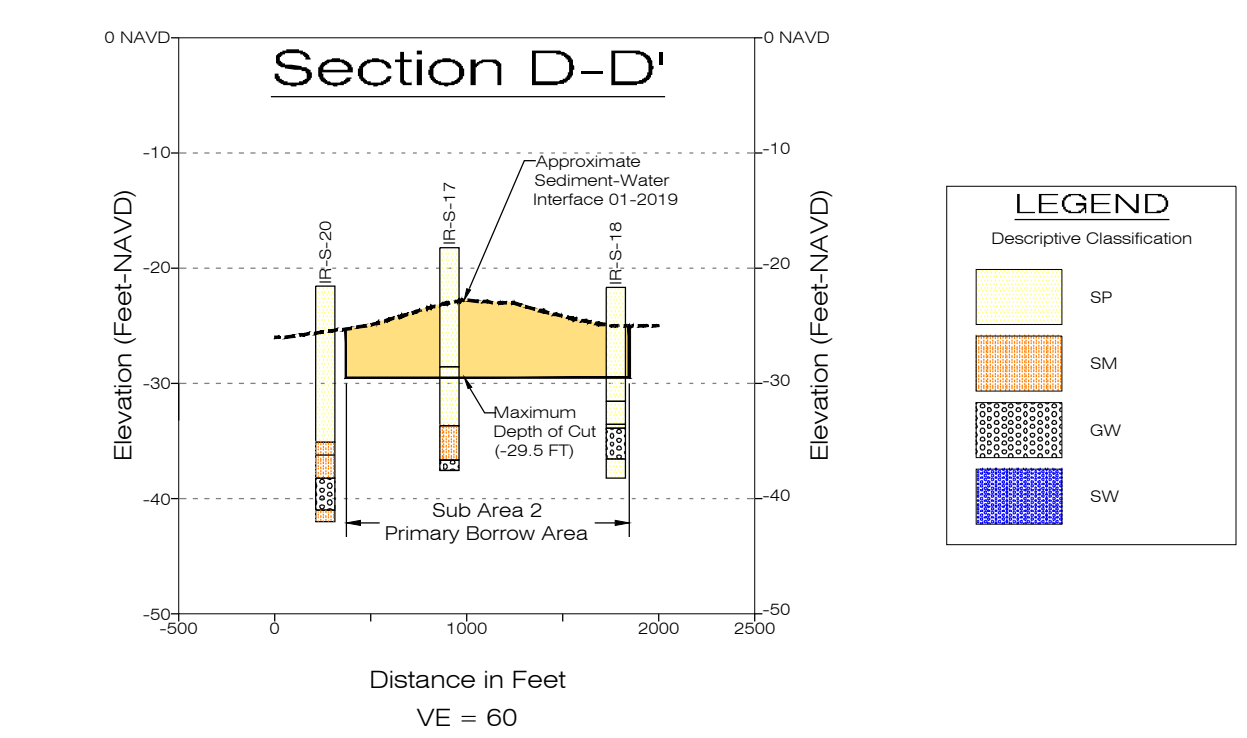 Section D-D'
0 NAVD
-10
-20
-30
-40
-50
Elevation (Feet-NAVD)
0 NAVD
-10
-20
-30
-40
-50
Elevation (Feet-NAVD)
IR-S-20
IR-S-17
IR-S-18
Approximate
Sediment-Water
Interface 01-2019
Maximum
Depth of Cut
(-29.5 FT)
Sub Area 2
Primary Borrow Area
-500
0
1000
2000
2500
Distance in Feet
VE = 60
LEGEND
Descriptive Classification
SP
SM
GW
SW